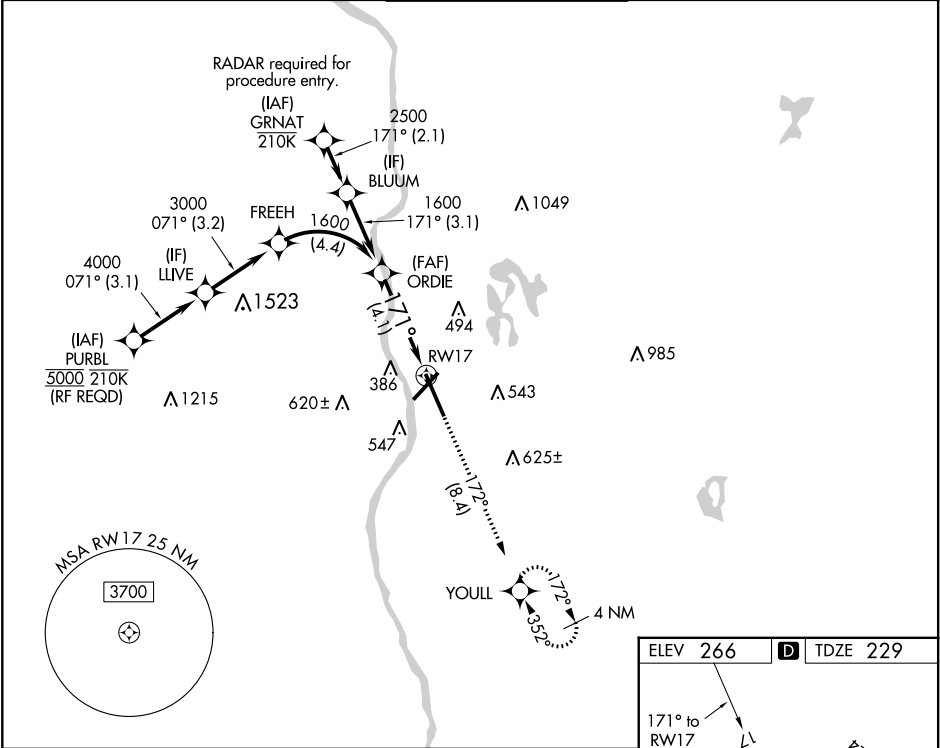 RADAR required for
procedure entry.
(IAF)
GRNAT
210K
2500
171° (2.1)
(IF)
BLUUM
1600
171° (3.1)
1049
3000
071° (3.2)
FREEH
1600
(4.4)
4000
071° (3.1)
(IF)
LLIVE
1523
(FAF)
ORDIE
171°
(4.1)
494
(IAF)
PURBL
5000 210K
(RF REQD)
RW17
985
386
1215
620±
543
547
625±
172°
(8.4)
MSA RW17 25 NM
3700
YOULL
172°
352°
4 NM
ELEV 266
D
TDZE 229
171° to
RW17
17